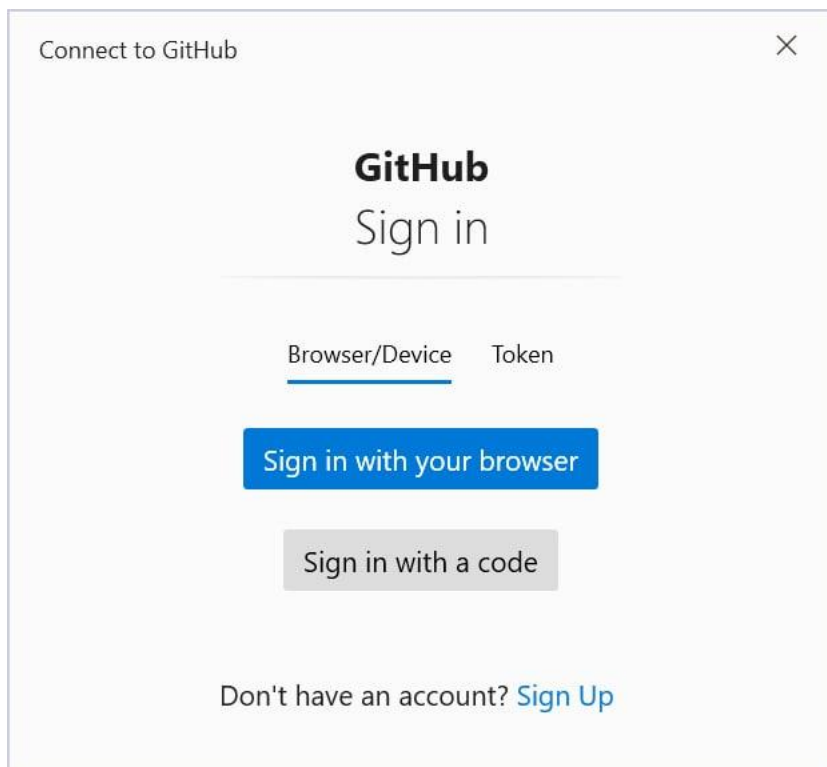 Connect to GitHub
GitHub
Sign in
Browser/Device Token
Sign in with your browser
Sign in with a code
Don't have an account? Sign Up